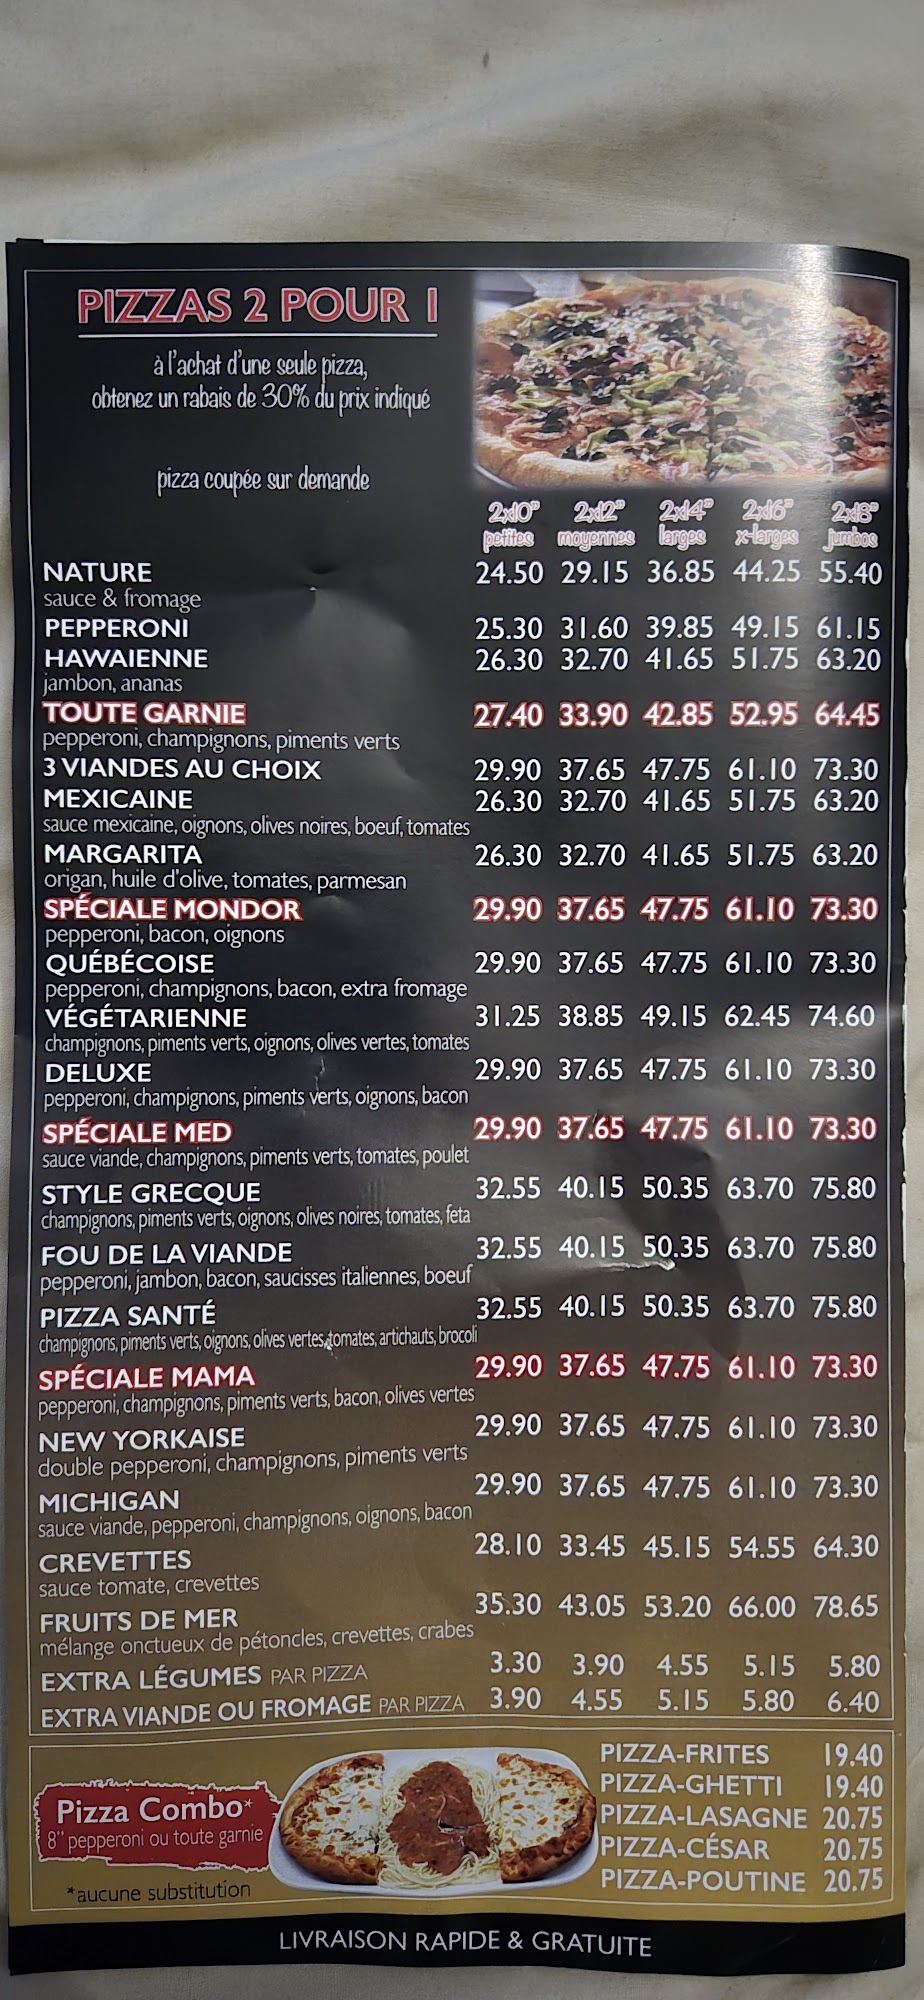 PIZZAS 2 POUR 1
à l'achat d'une seule pizza,
obtenez un rabais de 30% du prix indiqué
pizza coupée sur demande
2x10" 2x12" 2x14" 2x16" 2x18"
petites moyennes larges x-larges jumbos
NATURE 24.50 29.15 36.85 44.25 55.40
sauce & fromage
PEPPERONI 25.30 31.60 39.85 49.15 61.15
HAWAIENNE 26.30 32.70 41.65 51.75 63.20
jambon, ananas
TOUTE GARNIE 27.40 33.90 42.85 52.95 64.45
pepperoni, champignons, piments verts
3 VIANDES AU CHOIX 29.90 37.65 47.75 61.10 73.30
MEXICAINE 26.30 32.70 41.65 51.75 63.20
sauce mexicaine, oignons, olives noires, boeuf, tomates
MARGARITA 26.30 32.70 41.65 51.75 63.20
origan, huile d'olive, tomates, parmesan
SPÉCIALE MONDOR 29.90 37.65 47.75 61.10 73.30
pepperoni, bacon, oignons
QUÉBÉCOISE 29.90 37.65 47.75 61.10 73.30
pepperoni, champignons, bacon, extra fromage
VÉGÉTARIENNE 31.25 38.85 49.15 62.45 74.60
champignons, piments verts, oignons, olives vertes, tomates
DELUXE 29.90 37.65 47.75 61.10 73.30
pepperoni, champignons, piments verts, oignons, bacon
SPÉCIALE MED 29.90 37.65 47.75 61.10 73.30
sauce viande, champignons, piments verts, tomates, poulet
STYLE GRECQUE 32.55 40.15 50.35 63.70 75.80
champignons, piments verts, oignons, olives noires, tomates, feta
FOU DE LA VIANDE 32.55 40.15 50.35 63.70 75.80
pepperoni, jambon, bacon, saucisses italiennes, boeuf
PIZZA SANTÉ 32.55 40.15 50.35 63.70 75.80
champignons, piments verts, oignons, olives vertes, tomates, artichauts, brocoli
SPÉCIALE MAMA 29.90 37.65 47.75 61.10 73.30
pepperoni, champignons, piments verts, bacon, olives vertes
NEW YORKAISE 29.90 37.65 47.75 61.10 73.30
double pepperoni, champignons, piments verts
MICHIGAN 29.90 37.65 47.75 61.10 73.30
sauce viande, pepperoni, champignons, oignons, bacon
CREVETTES 28.10 33.45 45.15 54.55 64.30
sauce tomate, crevettes
FRUITS DE MER 35.30 43.05 53.20 66.00 78.65
mélange onctueux de pétoncles, crevettes, crabes
EXTRA LÉGUMES PAR PIZZA 3.30 3.90 4.55 5.15 5.80
EXTRA VIANDE OU FROMAGE PAR PIZZA 3.90 4.55 5.15 5.80 6.40
Pizza Combo*
8" pepperoni ou toute garnie
*aucune substitution
PIZZA-FRITES 19.40
PIZZA-GHETTI 19.40
PIZZA-LASAGNE 20.75
PIZZA-CÉSAR 20.75
PIZZA-POUTINE 20.75
LIVRAISON RAPIDE & GRATUITE